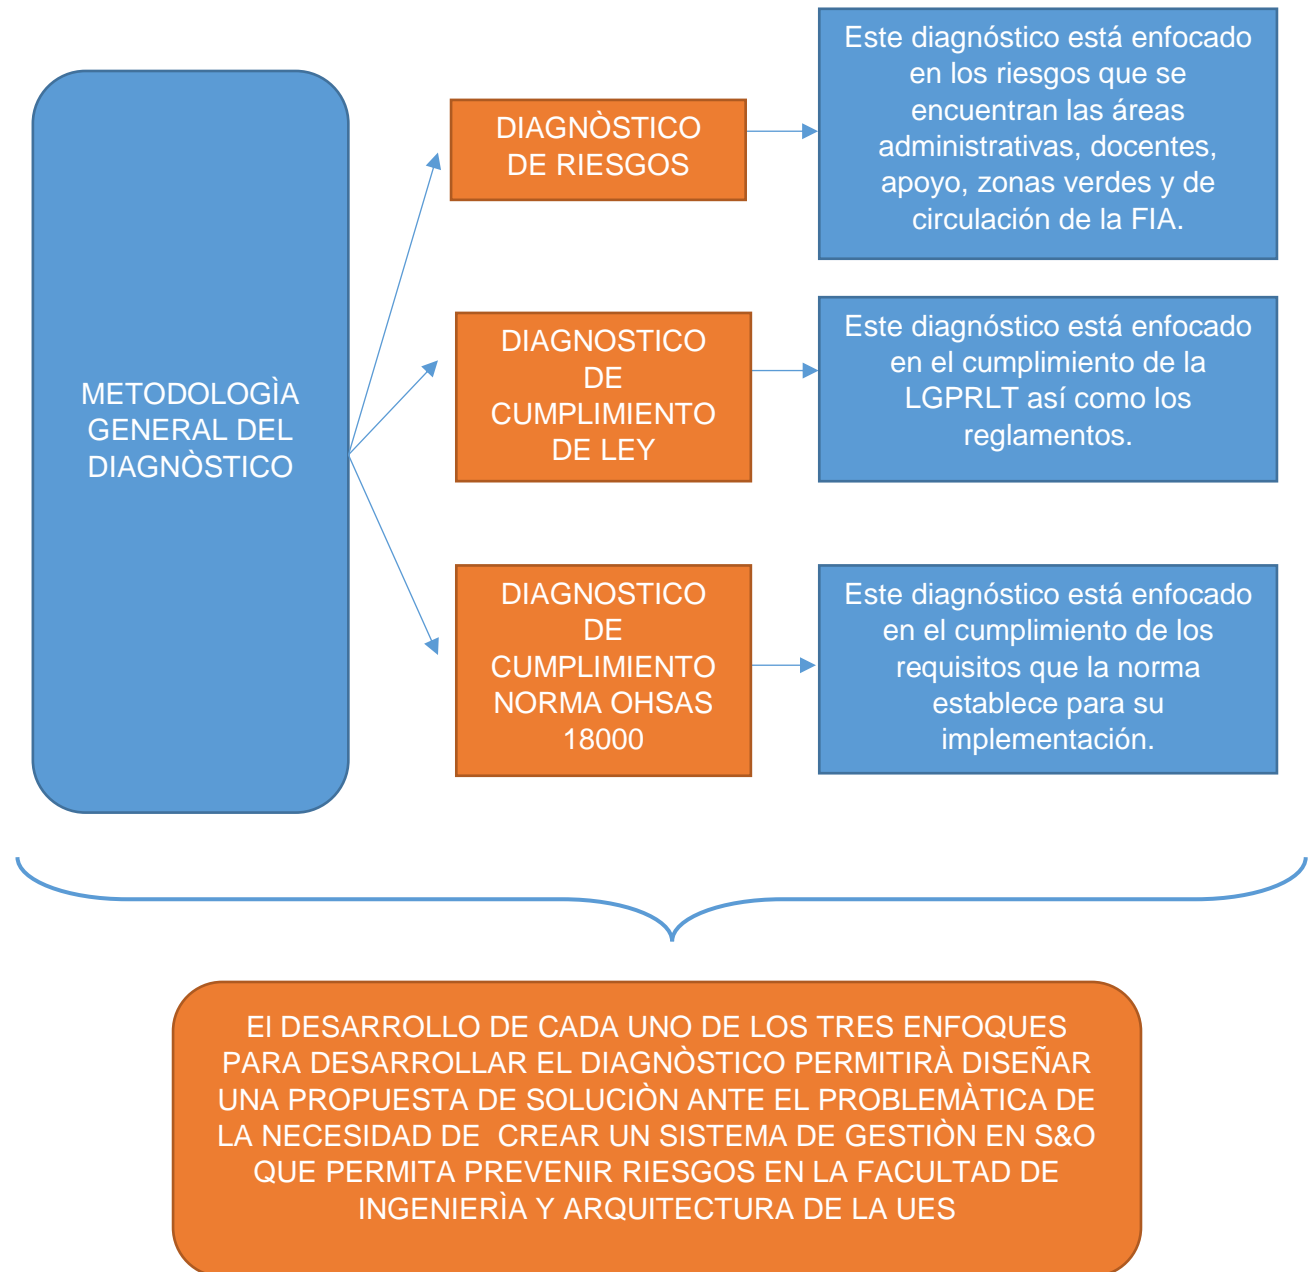 METODOLOGÌA
GENERAL DEL
DIAGNÒSTICO
DIAGNÒSTICO
DE RIESGOS
Este diagnóstico está enfocado
en los riesgos que se
encuentran las áreas
administrativas, docentes,
apoyo, zonas verdes y de
circulación de la FIA.
DIAGNOSTICO
DE
CUMPLIMIENTO
DE LEY
Este diagnóstico está enfocado
en el cumplimiento de la
LGPRLT así como los
reglamentos.
DIAGNOSTICO
DE
CUMPLIMIENTO
NORMA OHSAS
18000
Este diagnóstico está enfocado
en el cumplimiento de los
requisitos que la norma
establece para su
implementación.
El DESARROLLO DE CADA UNO DE LOS TRES ENFOQUES
PARA DESARROLLAR EL DIAGNÒSTICO PERMITIRÀ DISEÑAR
UNA PROPUESTA DE SOLUCIÒN ANTE EL PROBLEMÀTICA DE
LA NECESIDAD DE  CREAR UN SISTEMA DE GESTIÒN EN S&O
QUE PERMITA PREVENIR RIESGOS EN LA FACULTAD DE
INGENIERÌA Y ARQUITECTURA DE LA UES